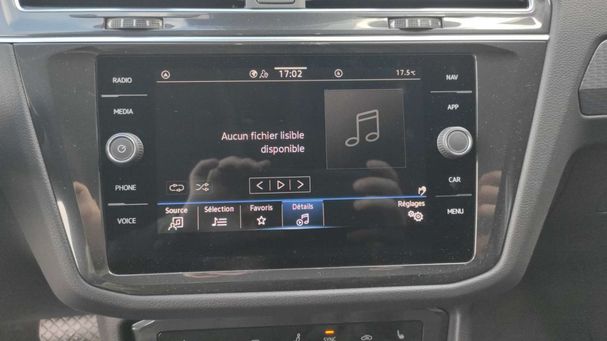 RADIO
MEDIA
PHONE
VOICE
17:02
17.5°C
Aucun fichier lisible
disponible
Source
Sélection
Favoris
Détails
Réglages
NAV
APP
CAR
MENU
SYNC